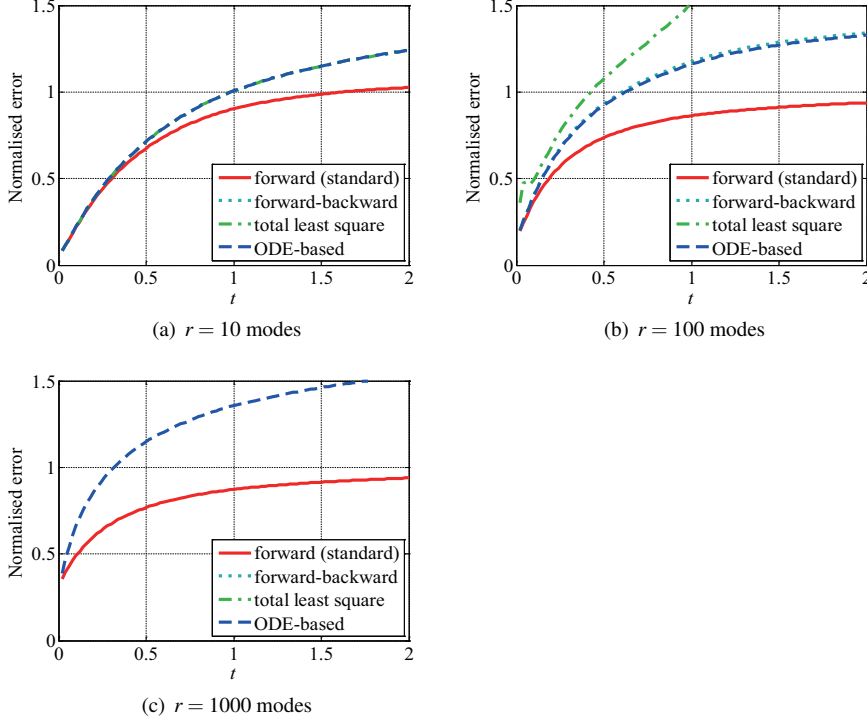 1.5
1
0.5
0
Normalised error
forward (standard)
forward-backward
total least square
ODE-based
0 0.5 1 1.5 2
t
(a) r = 10 modes
1.5
1
0.5
0
Normalised error
forward (standard)
forward-backward
total least square
ODE-based
0 0.5 1 1.5 2
t
(b) r = 100 modes
1.5
1
0.5
0
Normalised error
forward (standard)
forward-backward
total least square
ODE-based
0 0.5 1 1.5 2
t
(c) r = 1000 modes